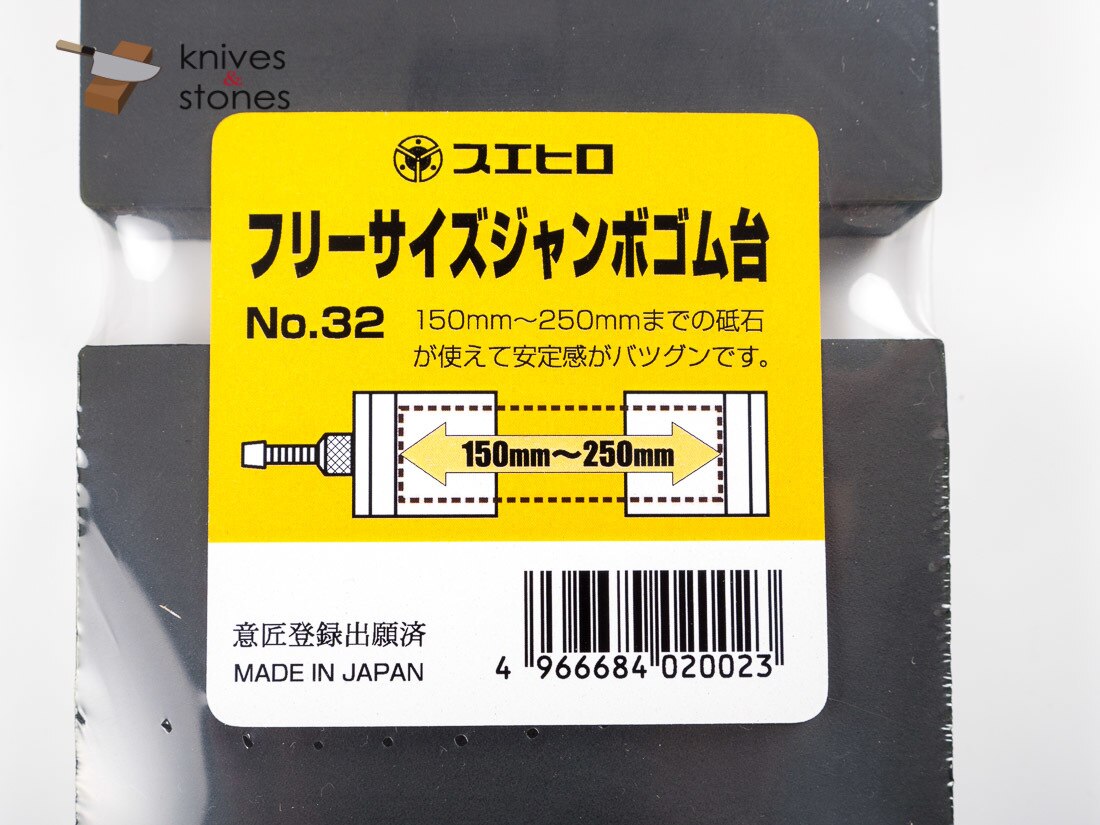 knives
&
stones
スエヒロ
フリーサイズジャンボゴム台
No.32
150mm～250mmまでの砥石
が使えて安定感がバツグンです。
150mm～250mm
意匠登録出願済
MADE IN JAPAN
4 966684 020023